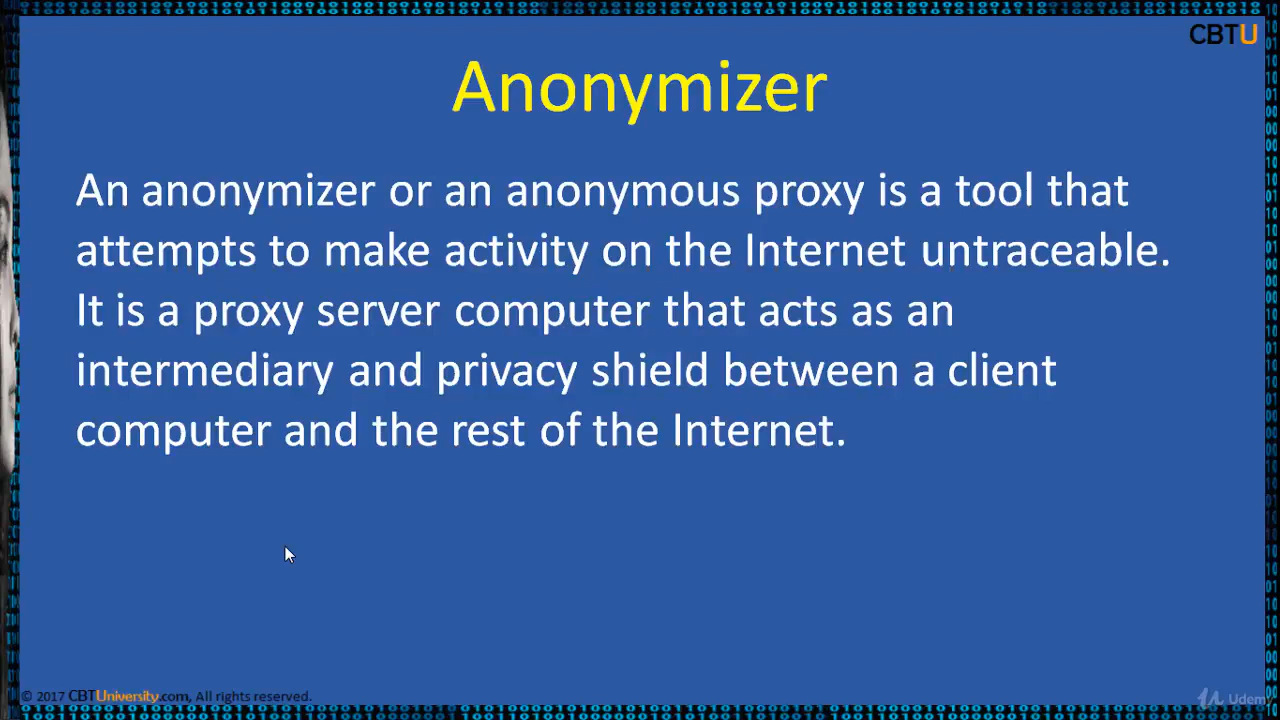 CBTU
Anonymizer
An anonymizer or an anonymous proxy is a tool that
attempts to make activity on the Internet untraceable.
It is a proxy server computer that acts as an
intermediary and privacy shield between a client
computer and the rest of the Internet.
© 2017 CBTUniversity.com, All rights reserved.
Udemy